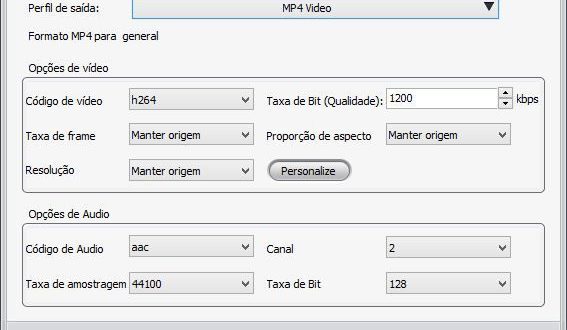 Perfil de saída: MP4 Video
Formato MP4 para general
Opções de vídeo
Código de vídeo h264 Taxa de Bit (Qualidade): 1200 kbps
Taxa de frame Manter origem Proporção de aspecto Manter origem
Resolução Manter origem Personalize
Opções de Audio
Código de Audio aac Canal 2
Taxa de amostragem 44100 Taxa de Bit 128